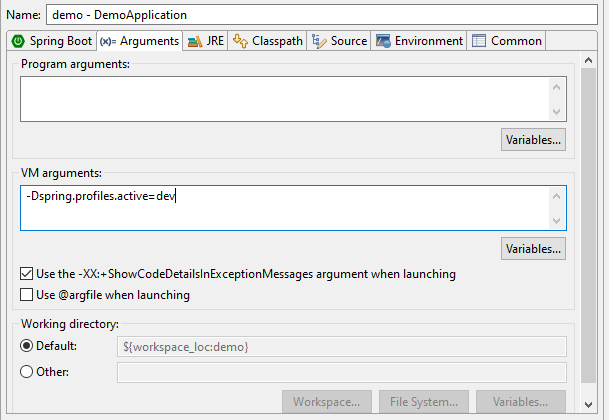 Name: demo - DemoApplication
Spring Boot (x)= Arguments JRE Classpath Source Environment Common
Program arguments:
Variables...
VM arguments:
-Dspring.profiles.active=dev
Variables...
Use the -XX:+ShowCodeDetailsInExceptionMessages argument when launching
Use @argfile when launching
Working directory:
Default: ${workspace_loc:demo}
Other:
Workspace... File System... Variables...